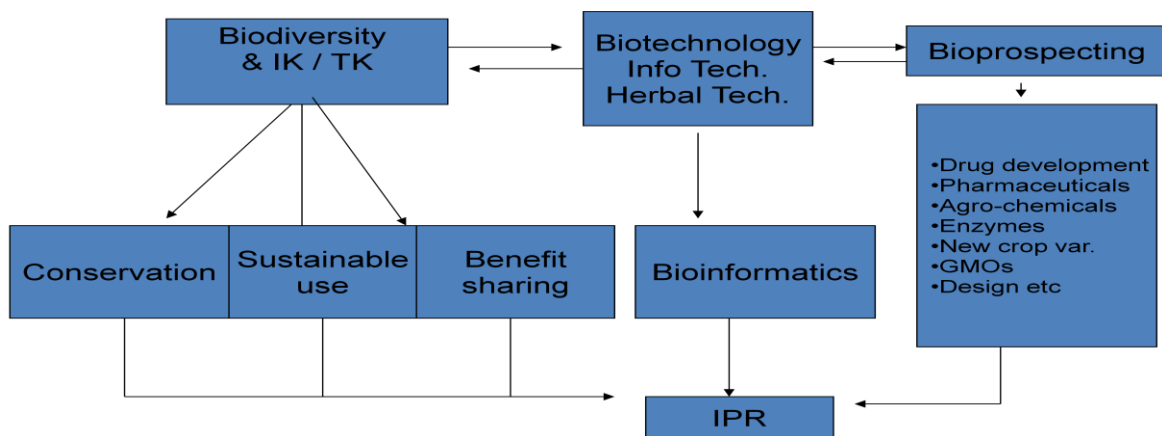 Biodiversity
& IK / TK
Biotechnology
Info Tech.
Herbal Tech.
Bioprospecting
•Drug development
•Pharmaceuticals
•Agro-chemicals
•Enzymes
•New crop var.
•GMOs
•Design etc
Conservation
Sustainable
use
Benefit
sharing
Bioinformatics
IPR